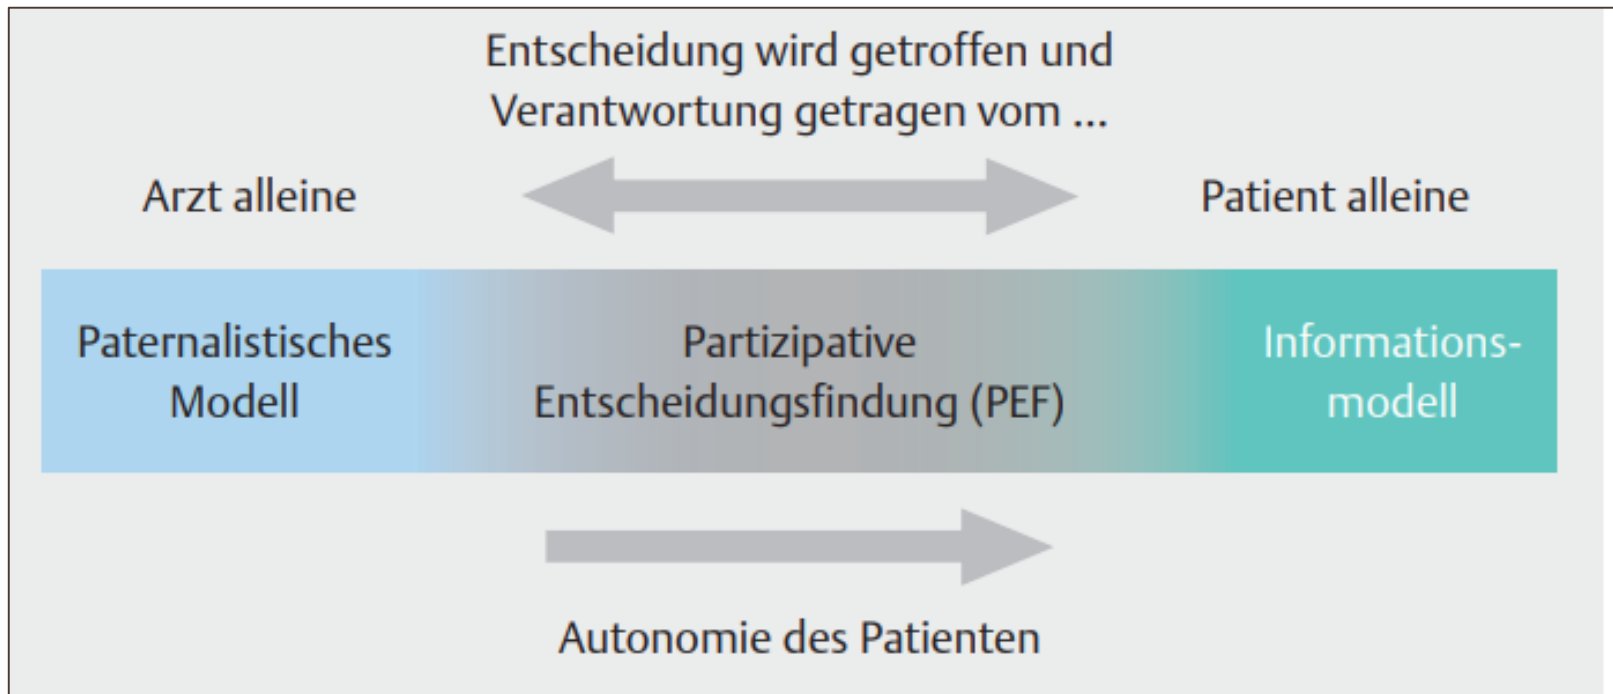 Entscheidung wird getroffen und
Verantwortung getragen vom ...
Arzt alleine
Patient alleine
Paternalistisches
Modell
Partizipative
Entscheidungsfindung (PEF)
Informations-
modell
Autonomie des Patienten